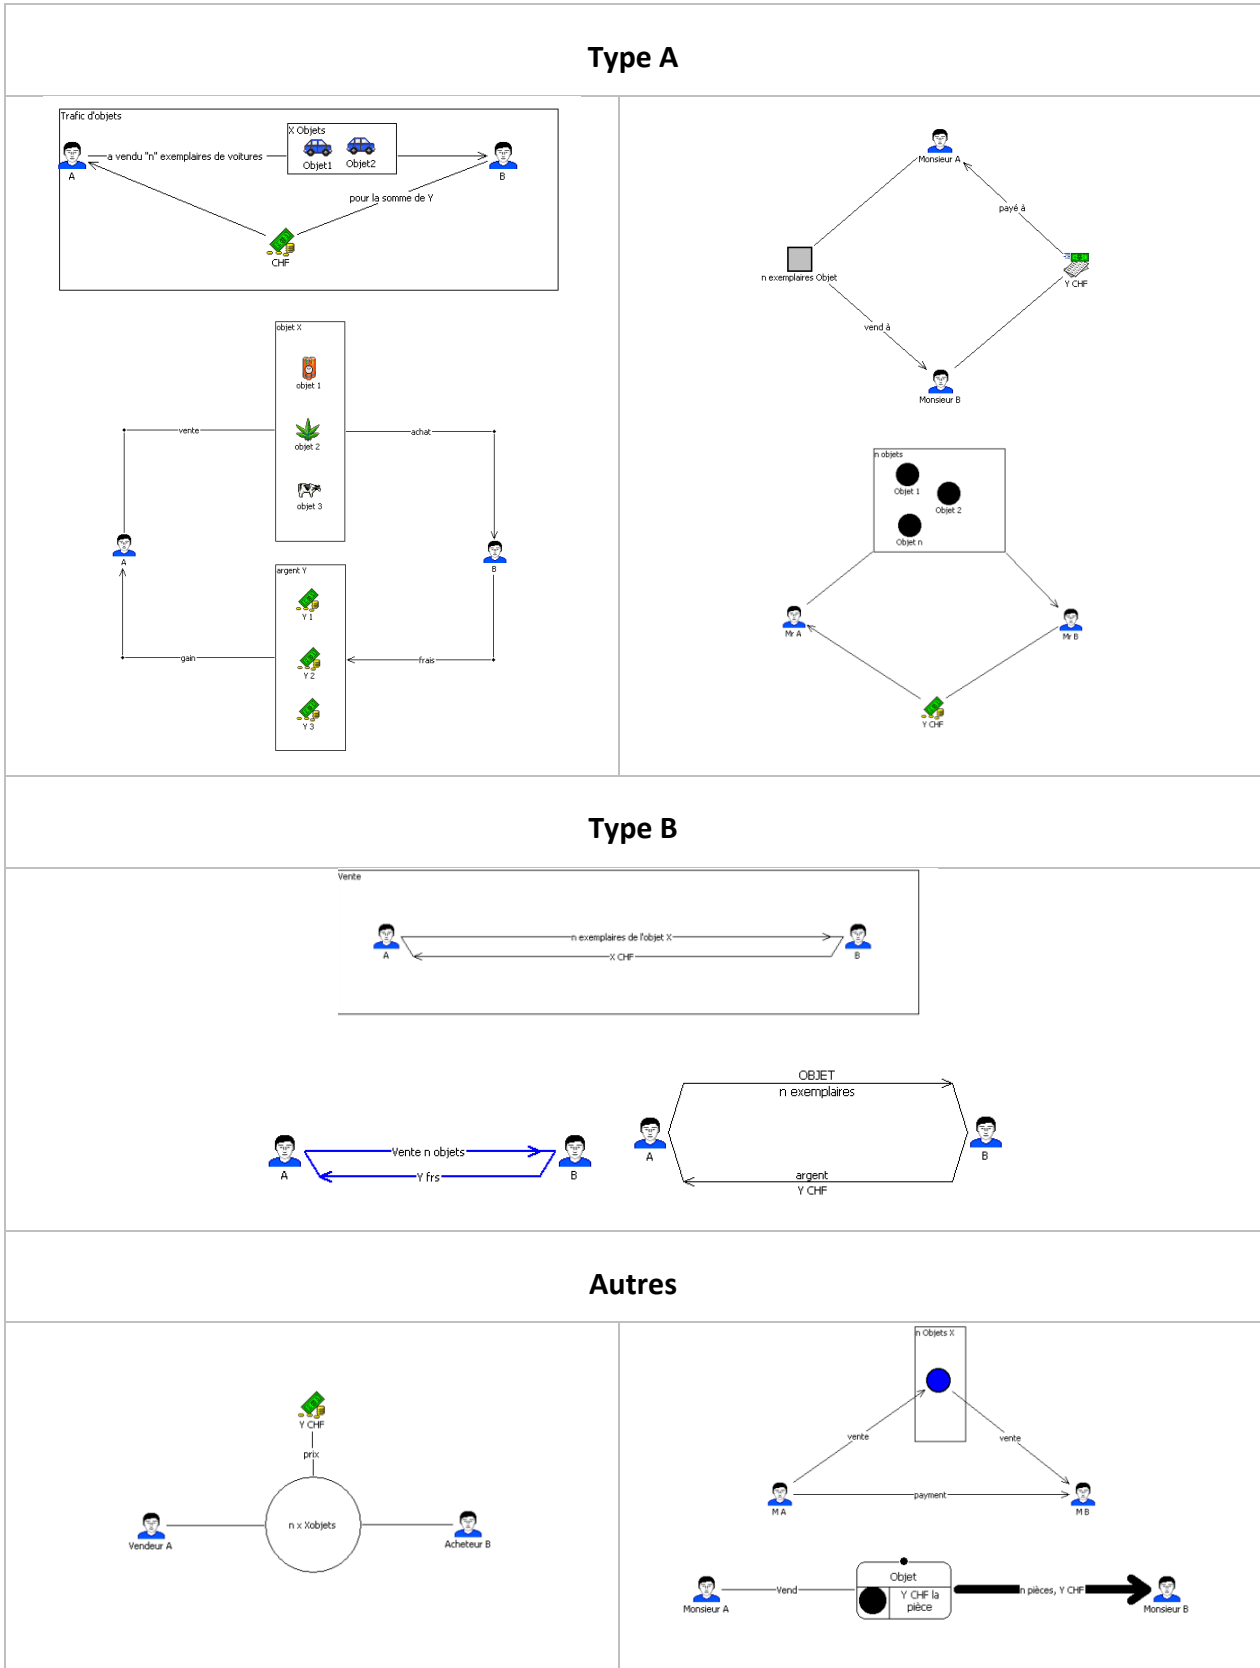 Type A
Trafic d'objets
X Objets
a vendu "n" exemplaires de voitures
Objet1
Objet2
A
B
pour la somme de Y
CHF
objet X
objet 1
vente
achat
objet 2
objet 3
A
B
argent Y
Y 1
gain
frais
Y 2
Y 3
Monsieur A
payé à
n exemplaires Objet
Y CHF
vend à
Monsieur B
n objets
Objet 1
Objet 2
Objet n
Mr A
Mr B
Y CHF
Type B
Vente
n exemplaires de l'objet X
A
X CHF
B
Vente n objets
A
Y frs
B
OBJET
n exemplaires
A
B
argent
Y CHF
Autres
Y CHF
prix
n x Xobjets
Vendeur A
Acheteur B
n Objets X
vente
vente
payment
M A
M B
Objet
Vend
Y CHF la
pièce
n pièces, Y CHF
Monsieur A
Monsieur B